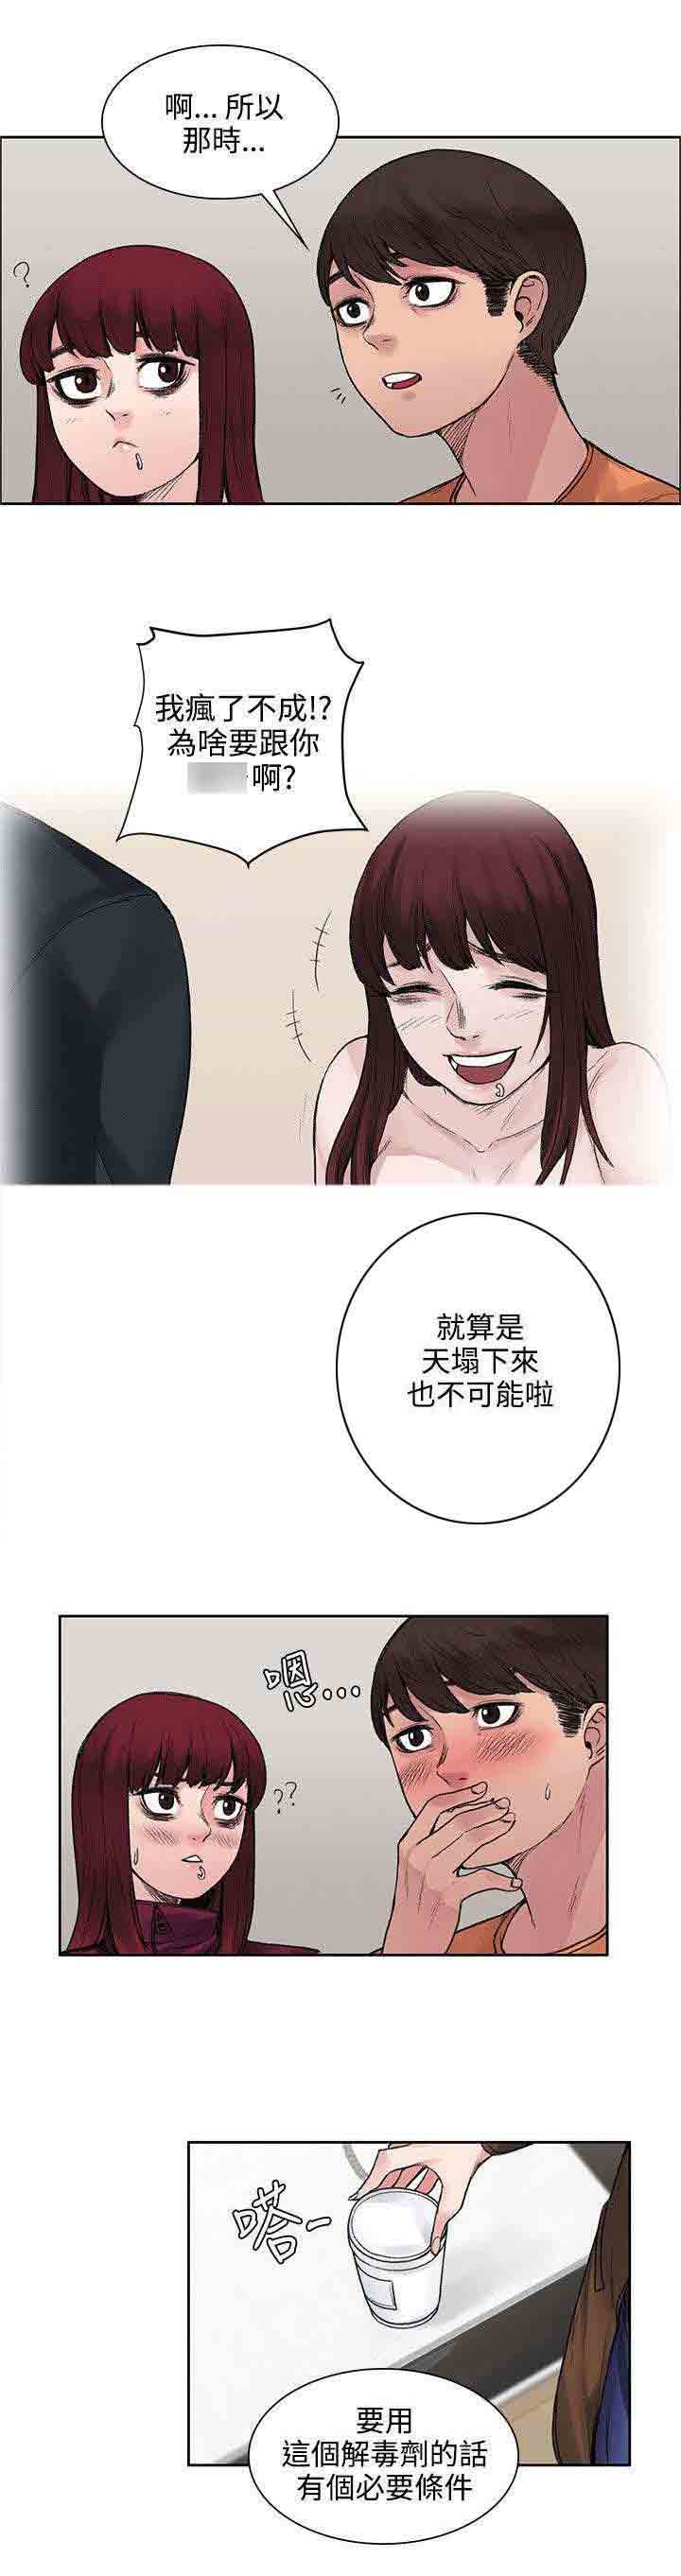 啊... 所以
那時...
?
我瘋了不成!?
為啥要跟你
啊?
就算是
天塌下來
也不可能啦
嗯...
??
嗒-
要用
這個解毒劑的話
有個必要條件